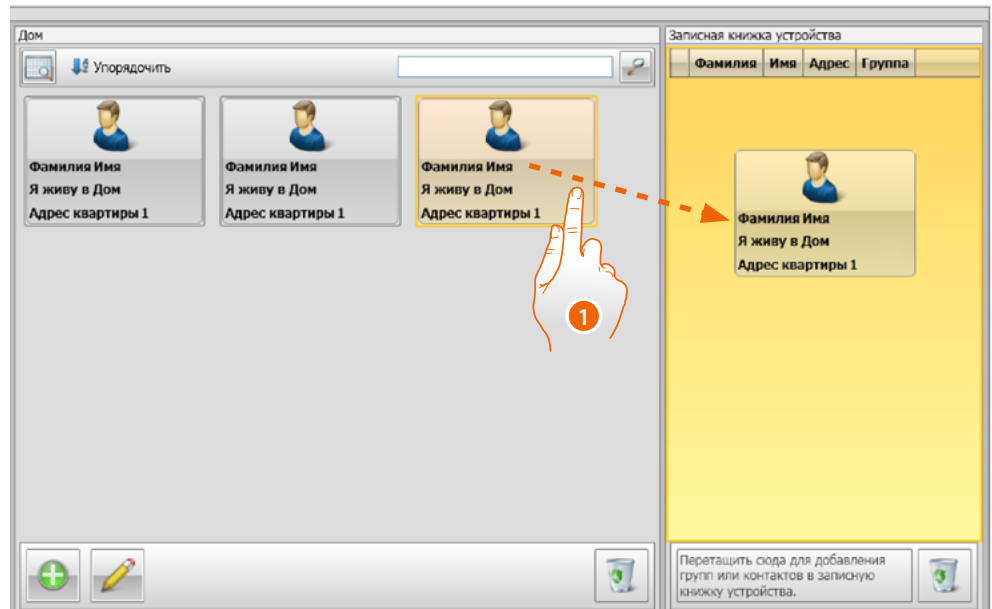 Дом
Упорядочить
Фамилия Имя
Я живу в Дом
Адрес квартиры 1
Фамилия Имя
Я живу в Дом
Адрес квартиры 1
Фамилия Имя
Я живу в Дом
Адрес квартиры 1
1
Записная книжка устройства
Фамилия Имя Адрес Группа
Фамилия Имя
Я живу в Дом
Адрес квартиры 1
Перетащить сюда для добавления
групп или контактов в записную
книжку устройства.